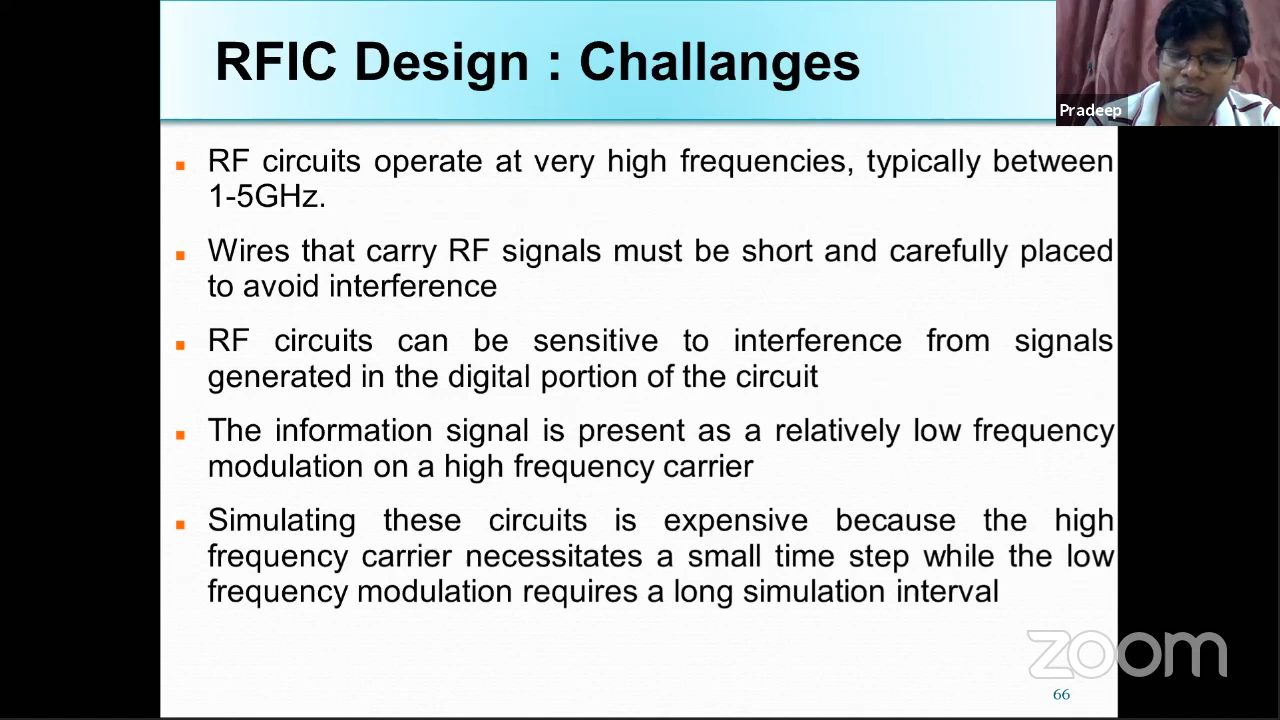 RFIC Design : Challanges
Pradeep
RF circuits operate at very high frequencies, typically between
1-5GHz.
Wires that carry RF signals must be short and carefully placed
to avoid interference
RF circuits can be sensitive to interference from signals
generated in the digital portion of the circuit
The information signal is present as a relatively low frequency
modulation on a high frequency carrier
Simulating these circuits is expensive because the high
frequency carrier necessitates a small time step while the low
frequency modulation requires a long simulation interval
zoom
66